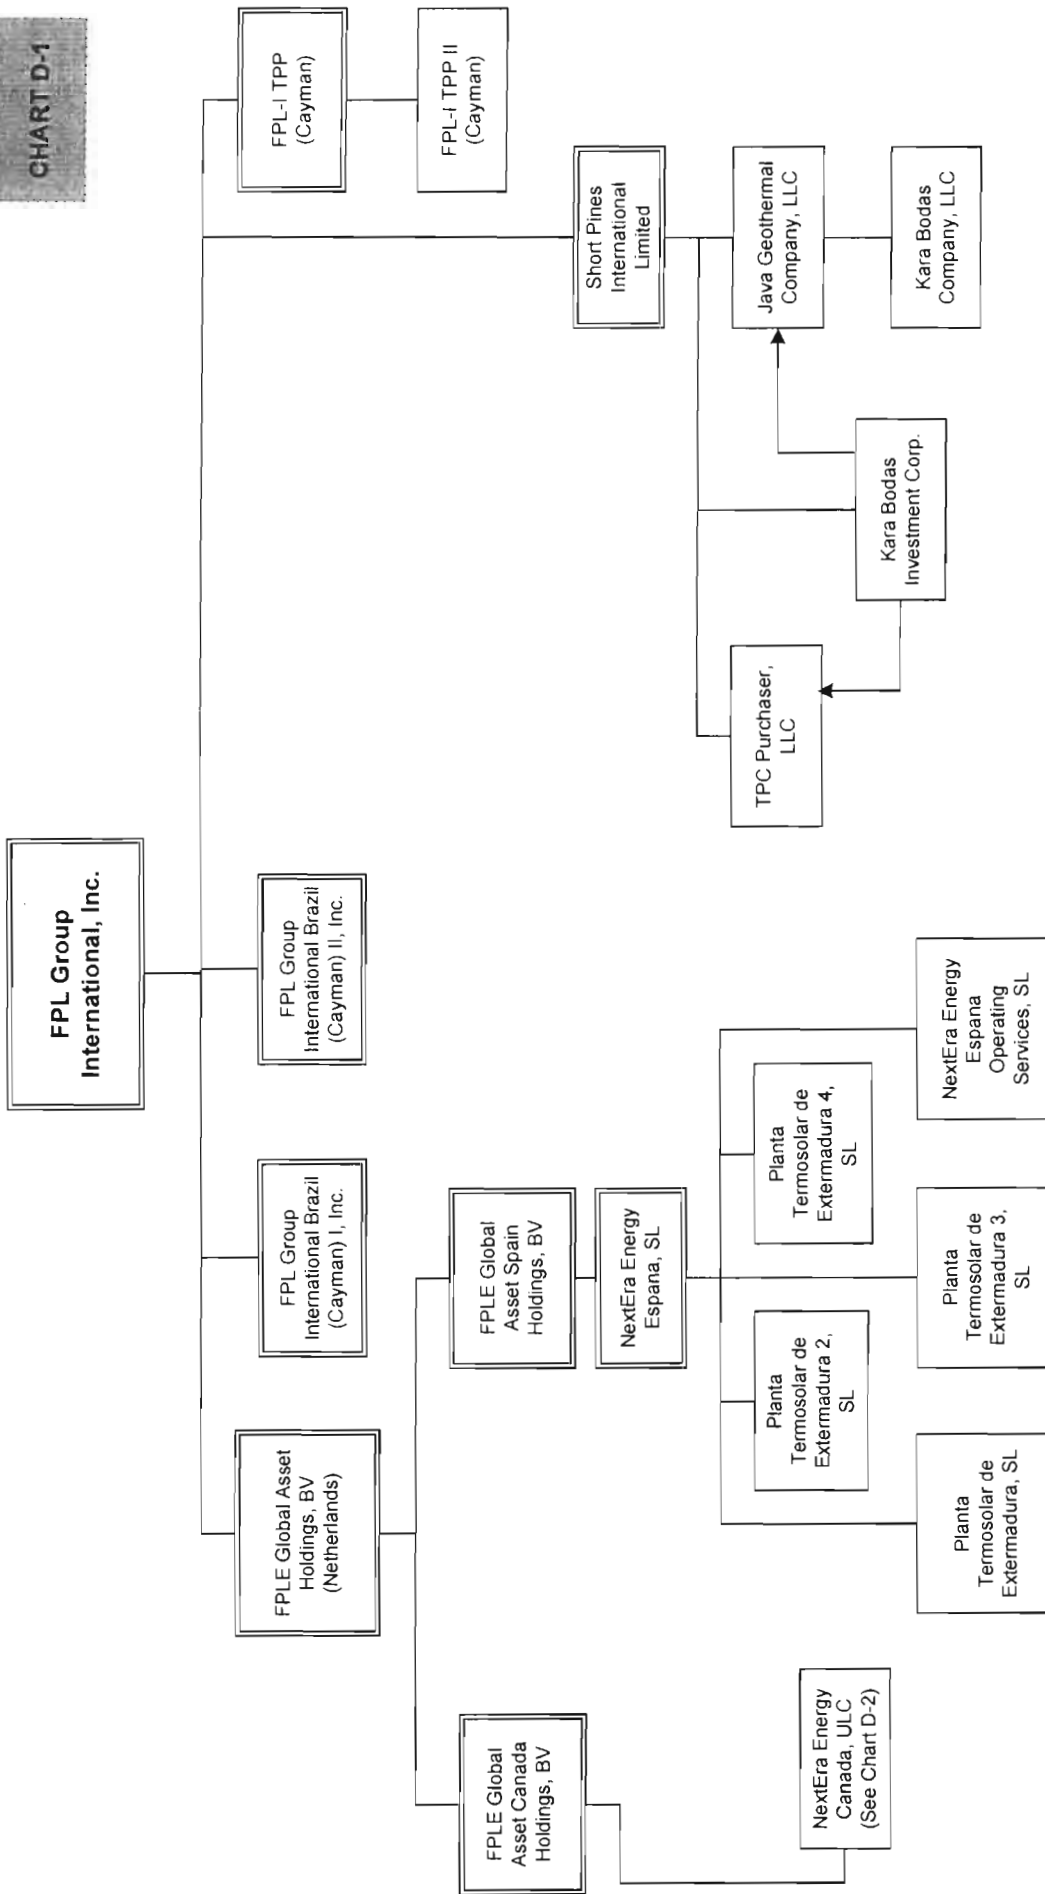 CHART D-1
FPL Group
International, Inc.
FPLE Global Asset
Holdings, BV
(Netherlands)
FPL Group
International Brazil
(Cayman) I, Inc.
FPL Group
International Brazil
(Cayman) II, Inc.
FPL-I TPP
(Cayman)
FPL-I TPP II
(Cayman)
FPLE Global
Asset Canada
Holdings, BV
FPLE Global
Asset Spain
Holdings, BV
NextEra Energy
Espana, SL
Short Pines
International
Limited
NextEra Energy
Canada, ULC
(See Chart D-2)
Planta
Termosolar de
Extermadura 2,
SL
Planta
Termosolar de
Extermadura 4,
SL
TPC Purchaser,
LLC
Java Geothermal
Company, LLC
Planta
Termosolar de
Extermadura, SL
Planta
Termosolar de
Extermadura 3,
SL
NextEra Energy
Espana
Operating
Services, SL
Kara Bodas
Investment Corp.
Kara Bodas
Company, LLC